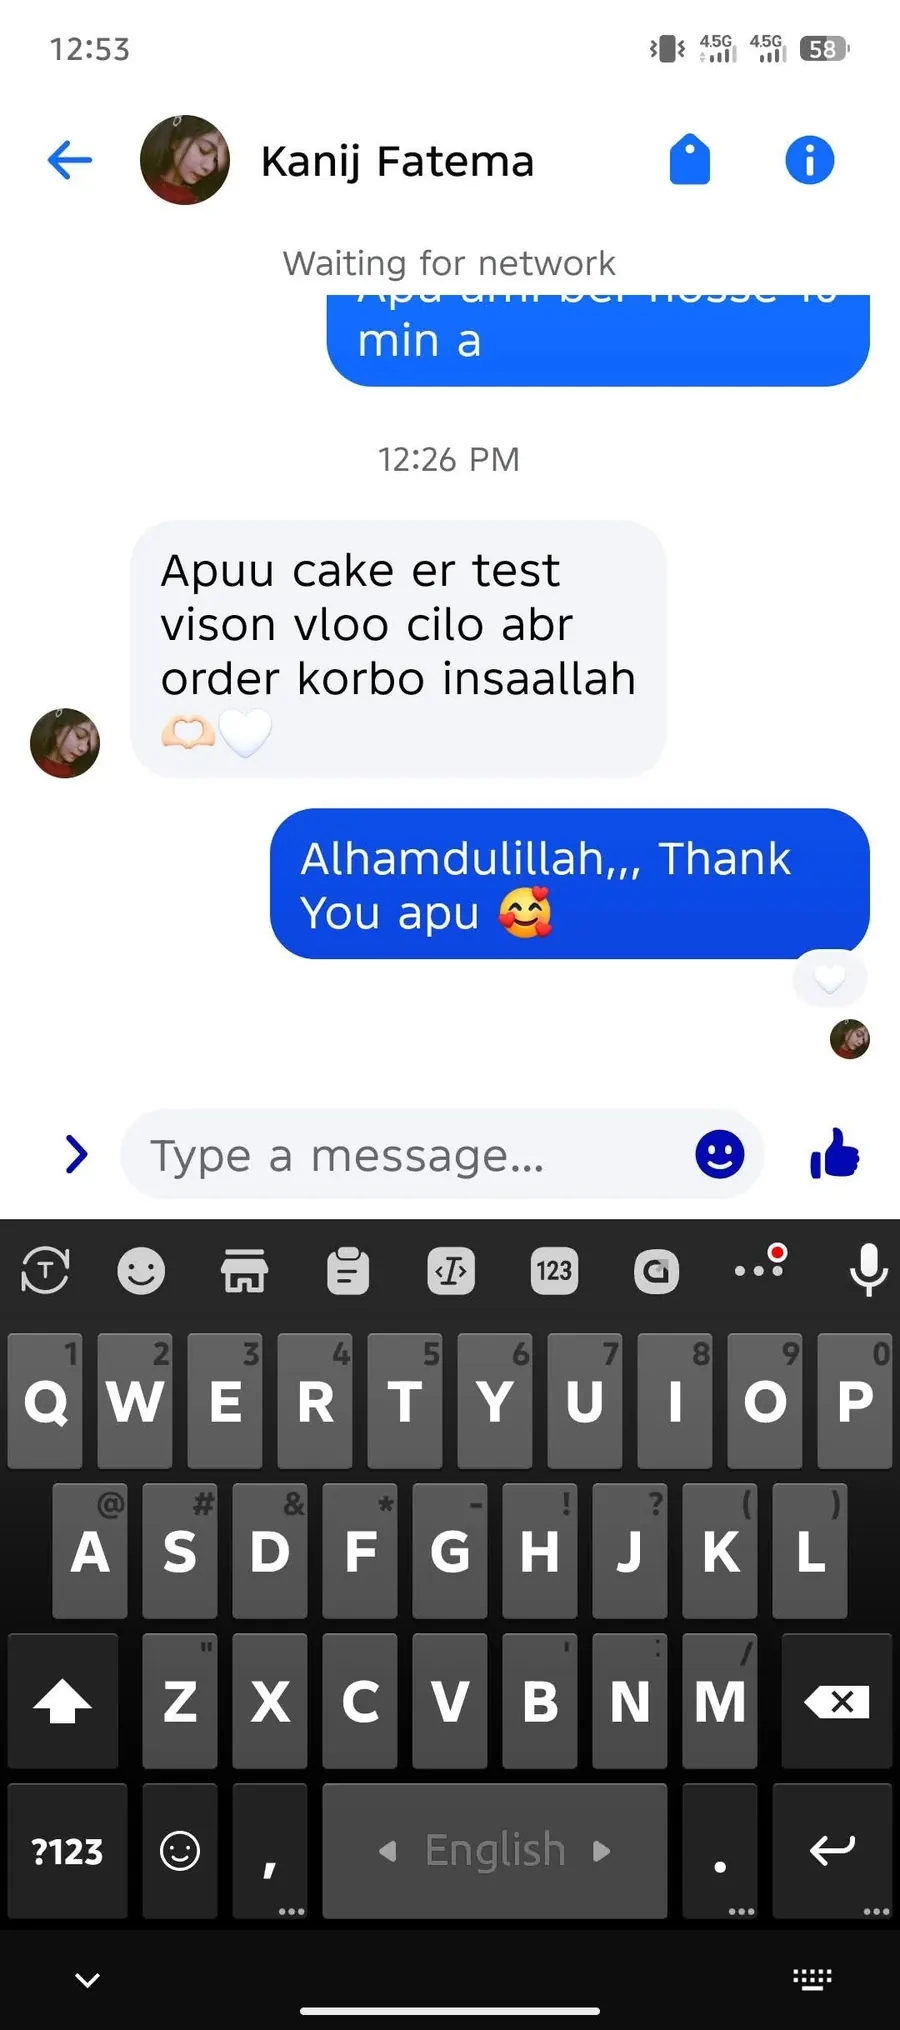 12:53
4.5G 4.5G 58
Kanij Fatema
Waiting for network
min a
12:26 PM
Apuu cake er test
vison vloo cilo abr
order korbo insaallah
🫶🏻🤍
Alhamdulillah,,, Thank
You apu 🥰
🤍
Type a message...
T 123
1 2 3 4 5 6 7 8 9 0
Q W E R T Y U I O P
@ # & * - ! ? ( )
A S D F G H J K L
" ' : /
Z X C V B N M
?123 , English .